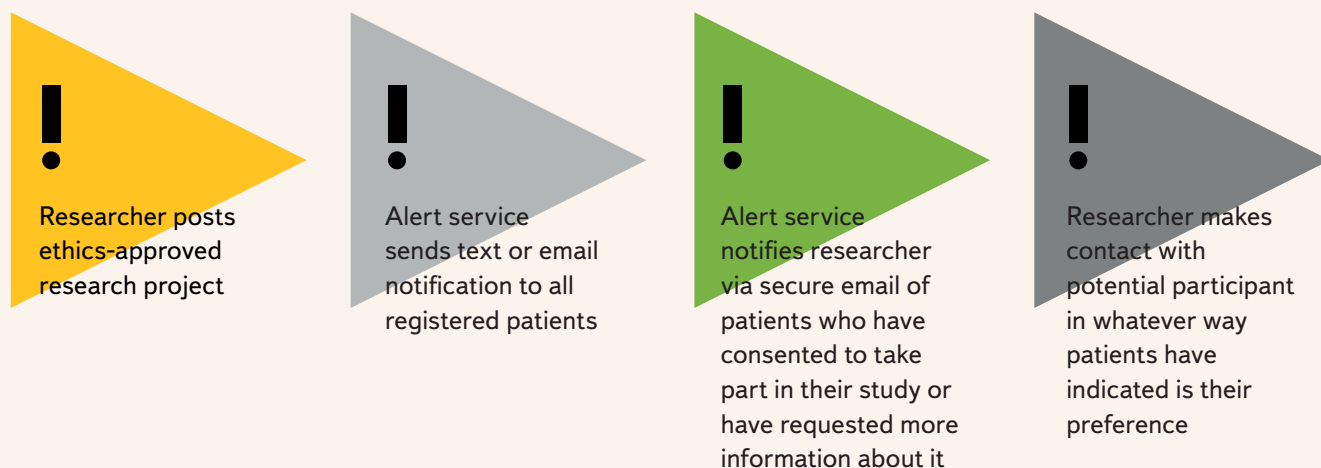 !
Researcher posts
ethics-approved
research project
!
Alert service
sends text or email
notification to all
registered patients
!
Alert service
notifies researcher
via secure email of
patients who have
consented to take
part in their study or
have requested more
information about it
!
Researcher makes
contact with
potential participant
in whatever way
patients have
indicated is their
preference